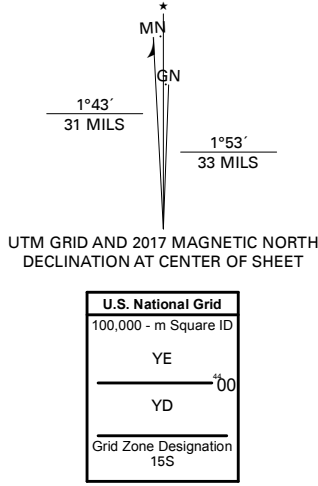 MN
GN
1°43´
31 MILS
1°53´
33 MILS
UTM GRID AND 2017 MAGNETIC NORTH
DECLINATION AT CENTER OF SHEET
U.S. National Grid
100,000 - m Square ID
YE
44 00
YD
Grid Zone Designation
15S